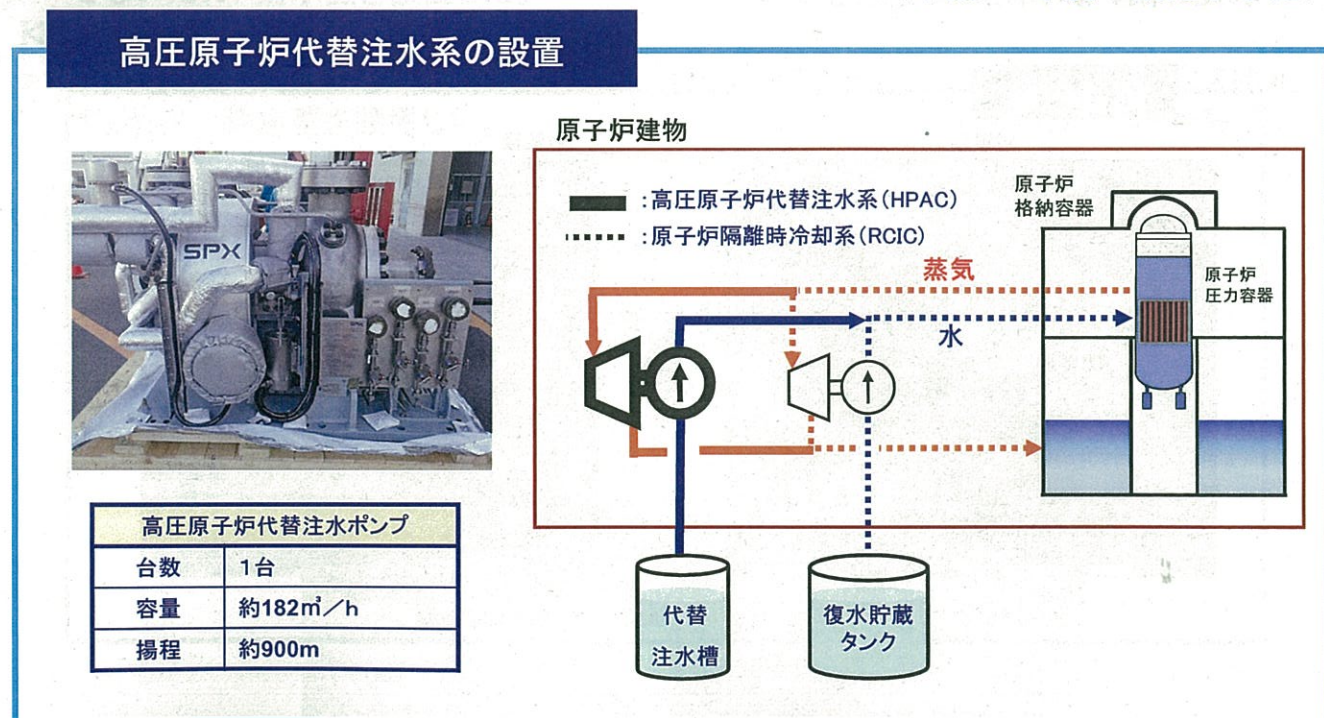 高圧原子炉代替注水系の設置
原子炉建物
:高圧原子炉代替注水系(HPAC)
:原子炉隔離時冷却系(RCIC)
原子炉
格納容器
蒸気
原子炉
圧力容器
水
SPX
高圧原子炉代替注水ポンプ
台数 1台
容量 約182㎥/h
揚程 約900m
代替
注水槽
復水貯蔵
タンク